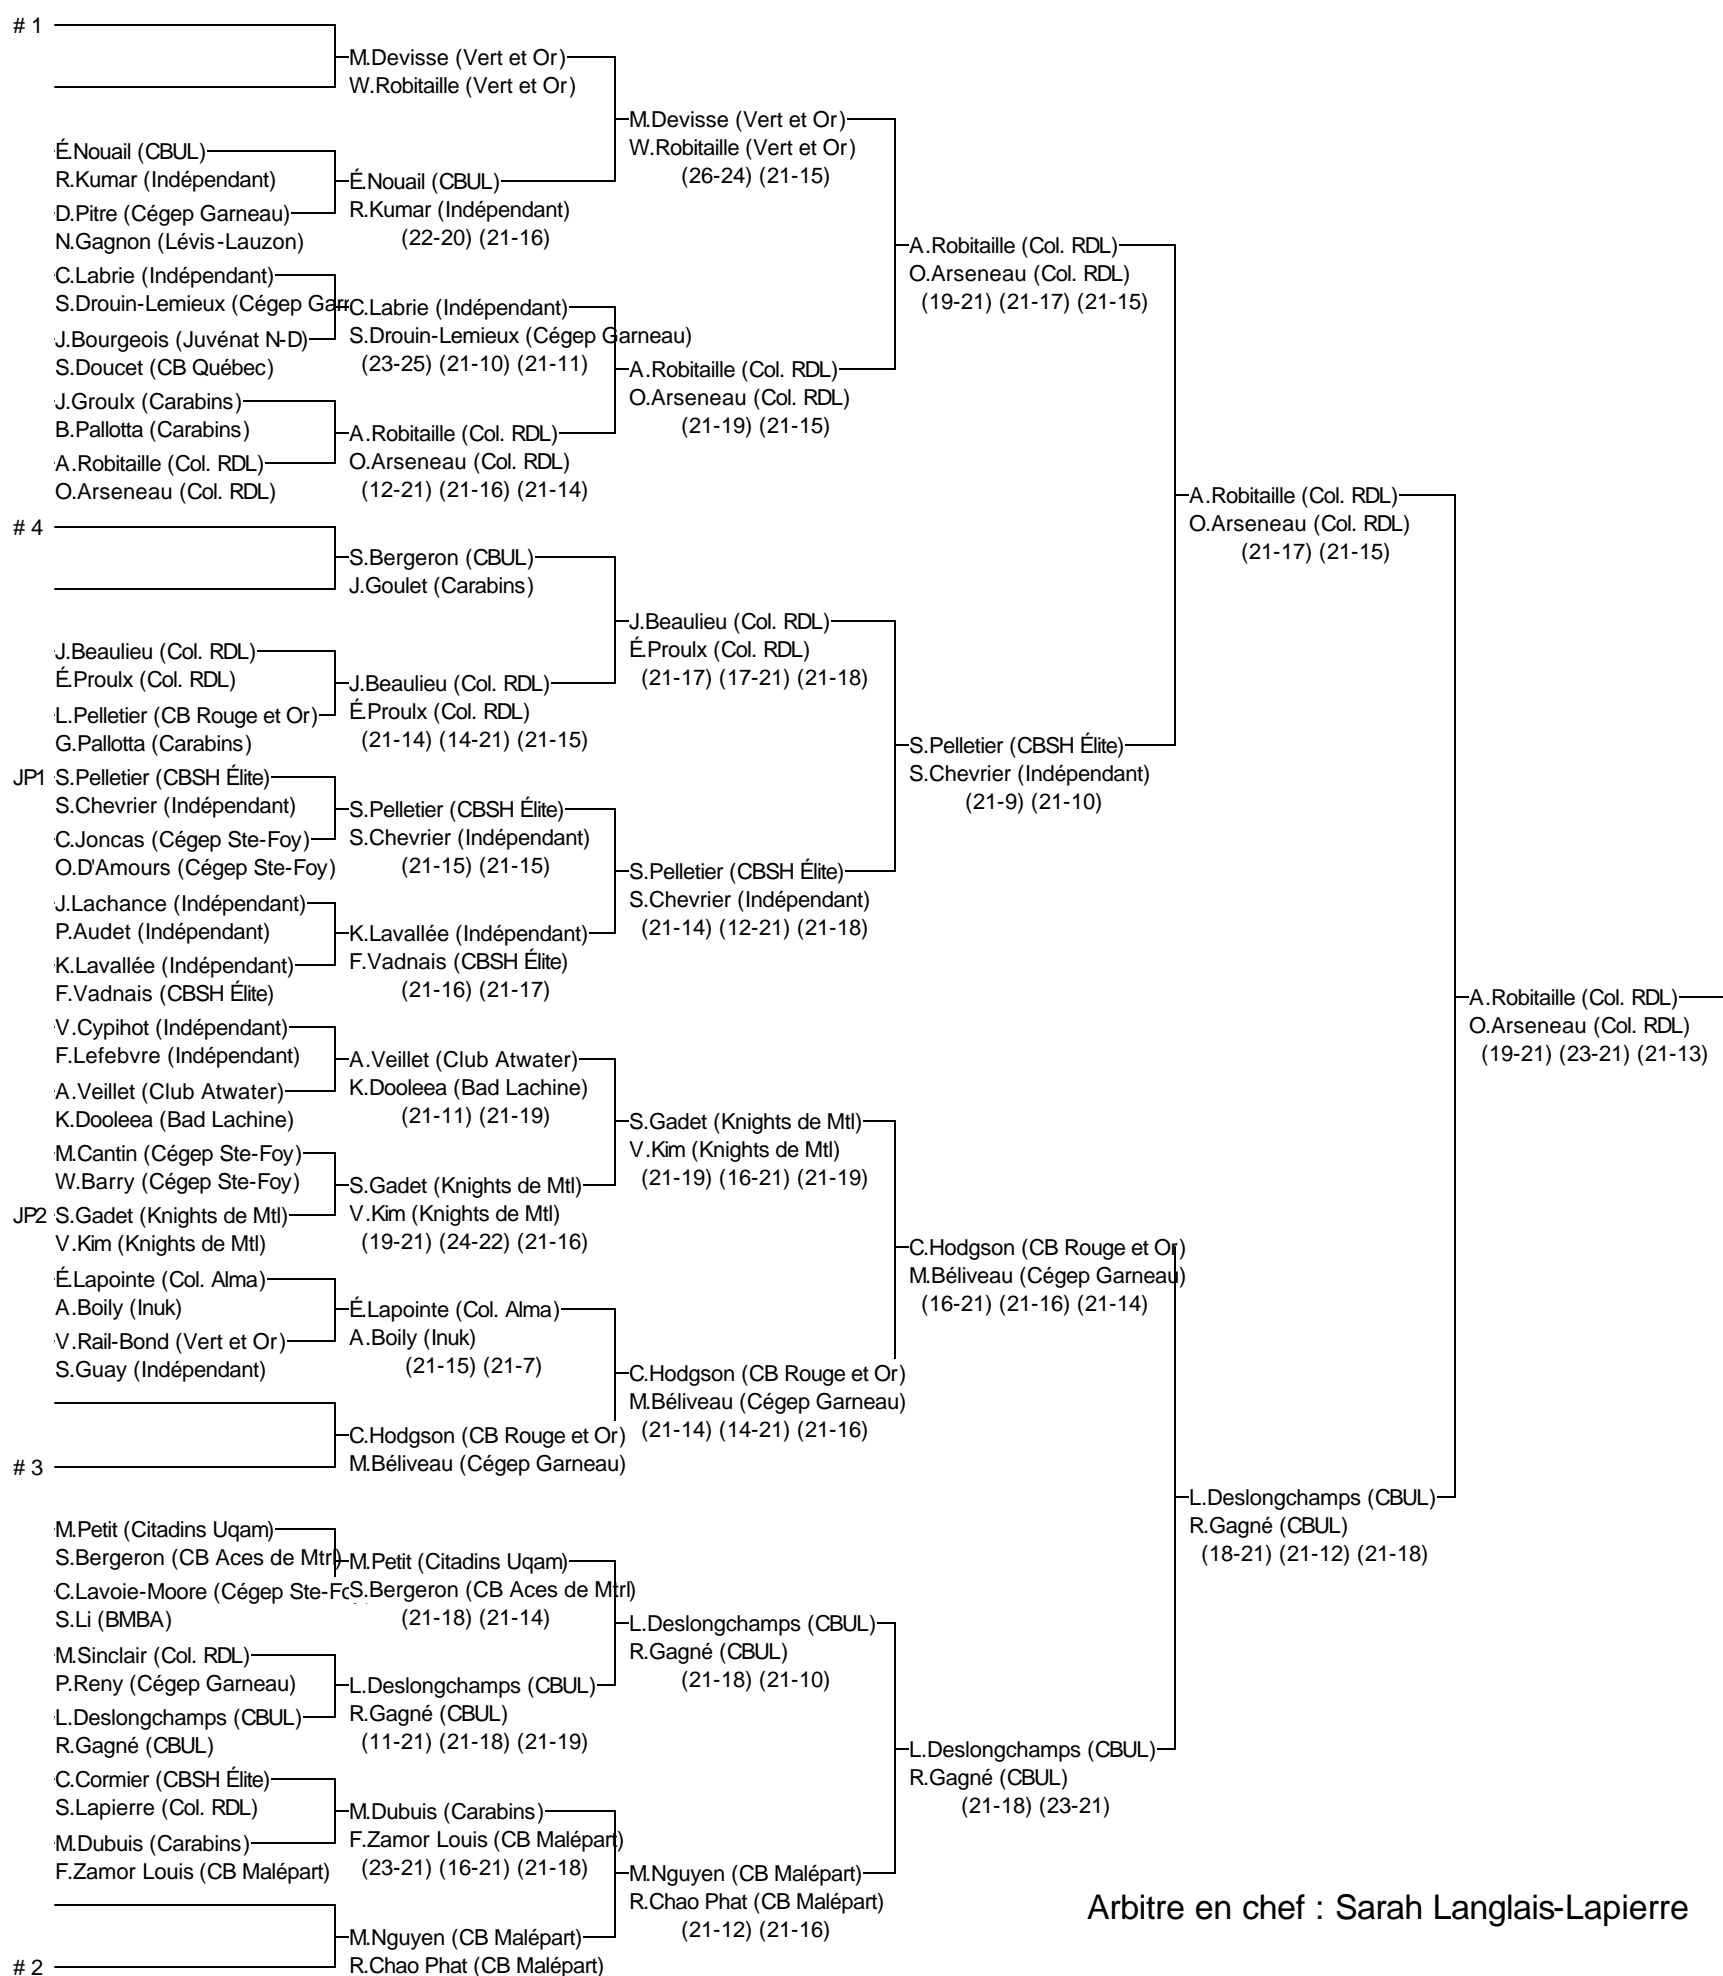 # 1
M.Devisse (Vert et Or)
W.Robitaille (Vert et Or)
M.Devisse (Vert et Or)
W.Robitaille (Vert et Or)
(26-24) (21-15)
É.Nouail (CBUL)
R.Kumar (Indépendant)
É.Nouail (CBUL)
R.Kumar (Indépendant)
(22-20) (21-16)
D.Pitre (Cégep Garneau)
N.Gagnon (Lévis-Lauzon)
A.Robitaille (Col. RDL)
O.Arseneau (Col. RDL)
(19-21) (21-17) (21-15)
C.Labrie (Indépendant)
S.Drouin-Lemieux (Cégep Garr
C.Labrie (Indépendant)
S.Drouin-Lemieux (Cégep Garneau)
(23-25) (21-10) (21-11)
J.Bourgeois (Juvénat N-D)
S.Doucet (CB Québec)
A.Robitaille (Col. RDL)
O.Arseneau (Col. RDL)
(21-19) (21-15)
J.Groulx (Carabins)
B.Pallotta (Carabins)
A.Robitaille (Col. RDL)
O.Arseneau (Col. RDL)
(12-21) (21-16) (21-14)
A.Robitaille (Col. RDL)
O.Arseneau (Col. RDL)
A.Robitaille (Col. RDL)
O.Arseneau (Col. RDL)
(21-17) (21-15)
# 4
S.Bergeron (CBUL)
J.Goulet (Carabins)
J.Beaulieu (Col. RDL)
É.Proulx (Col. RDL)
(21-17) (17-21) (21-18)
J.Beaulieu (Col. RDL)
É.Proulx (Col. RDL)
J.Beaulieu (Col. RDL)
É.Proulx (Col. RDL)
(21-14) (14-21) (21-15)
L.Pelletier (CB Rouge et Or)
G.Pallotta (Carabins)
S.Pelletier (CBSH Élite)
S.Chevrier (Indépendant)
(21-9) (21-10)
JP1 S.Pelletier (CBSH Élite)
S.Chevrier (Indépendant)
S.Pelletier (CBSH Élite)
S.Chevrier (Indépendant)
(21-15) (21-15)
C.Joncas (Cégep Ste-Foy)
O.D'Amours (Cégep Ste-Foy)
S.Pelletier (CBSH Élite)
S.Chevrier (Indépendant)
(21-14) (12-21) (21-18)
J.Lachance (Indépendant)
P.Audet (Indépendant)
K.Lavallée (Indépendant)
F.Vadnais (CBSH Élite)
(21-16) (21-17)
K.Lavallée (Indépendant)
F.Vadnais (CBSH Élite)
A.Robitaille (Col. RDL)
O.Arseneau (Col. RDL)
(19-21) (23-21) (21-13)
V.Cypihot (Indépendant)
F.Lefebvre (Indépendant)
A.Veillet (Club Atwater)
K.Dooleea (Bad Lachine)
(21-11) (21-19)
A.Veillet (Club Atwater)
K.Dooleea (Bad Lachine)
S.Gadet (Knights de Mtl)
V.Kim (Knights de Mtl)
(21-19) (16-21) (21-19)
M.Cantin (Cégep Ste-Foy)
W.Barry (Cégep Ste-Foy)
S.Gadet (Knights de Mtl)
V.Kim (Knights de Mtl)
(19-21) (24-22) (21-16)
JP2 S.Gadet (Knights de Mtl)
V.Kim (Knights de Mtl)
C.Hodgson (CB Rouge et Or)
M.Béliveau (Cégep Garneau)
(16-21) (21-16) (21-14)
É.Lapointe (Col. Alma)
A.Boily (Inuk)
É.Lapointe (Col. Alma)
A.Boily (Inuk)
(21-15) (21-7)
V.Rail-Bond (Vert et Or)
S.Guay (Indépendant)
C.Hodgson (CB Rouge et Or)
M.Béliveau (Cégep Garneau)
(21-14) (14-21) (21-16)
C.Hodgson (CB Rouge et Or)
M.Béliveau (Cégep Garneau)
# 3
L.Deslongchamps (CBUL)
R.Gagné (CBUL)
(18-21) (21-12) (21-18)
M.Petit (Citadins Uqam)
S.Bergeron (CB Aces de Mtrl)
M.Petit (Citadins Uqam)
S.Bergeron (CB Aces de Mtrl)
(21-18) (21-14)
C.Lavoie-Moore (Cégep Ste-Fo
S.Li (BMBA)
L.Deslongchamps (CBUL)
R.Gagné (CBUL)
(21-18) (21-10)
M.Sinclair (Col. RDL)
P.Reny (Cégep Garneau)
L.Deslongchamps (CBUL)
R.Gagné (CBUL)
(11-21) (21-18) (21-19)
L.Deslongchamps (CBUL)
R.Gagné (CBUL)
L.Deslongchamps (CBUL)
R.Gagné (CBUL)
(21-18) (23-21)
C.Cormier (CBSH Élite)
S.Lapierre (Col. RDL)
M.Dubuis (Carabins)
F.Zamor Louis (CB Malépart)
(23-21) (16-21) (21-18)
M.Dubuis (Carabins)
F.Zamor Louis (CB Malépart)
M.Nguyen (CB Malépart)
R.Chao Phat (CB Malépart)
(21-12) (21-16)
M.Nguyen (CB Malépart)
R.Chao Phat (CB Malépart)
# 2
Arbitre en chef : Sarah Langlais-Lapierre